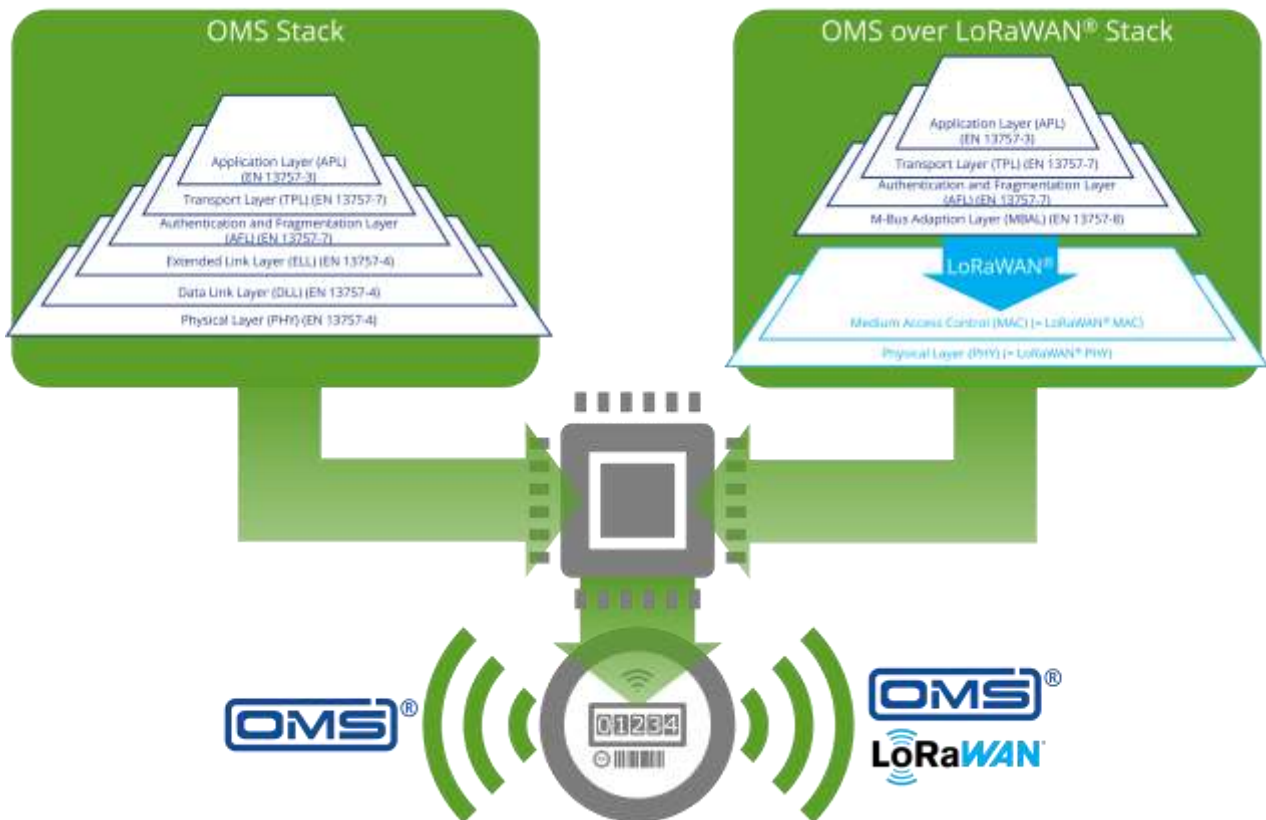 OMS Stack
Application Layer (APL)
(EN 13757-3)
Transport Layer (TPL) (EN 13757-7)
Authentication and Fragmentation Layer
(AFL) (EN 13757-7)
Extended Link Layer (ELL) (EN 13757-4)
Data Link Layer (DLL) (EN 13757-4)
Physical Layer (PHY) (EN 13757-4)
OMS over LoRaWAN® Stack
Application Layer (APL)
(EN 13757-3)
Transport Layer (TPL) (EN 13757-7)
Authentication and Fragmentation Layer
(AFL) (EN 13757-7)
M-Bus Adaption Layer (MBAL) (EN 13757-8)
LoRaWAN®
Medium Access Control (MAC) (= LoRaWAN® MAC)
Physical Layer (PHY) (= LoRaWAN® PHY)
OMS®
01234
OMS®
LoRaWAN